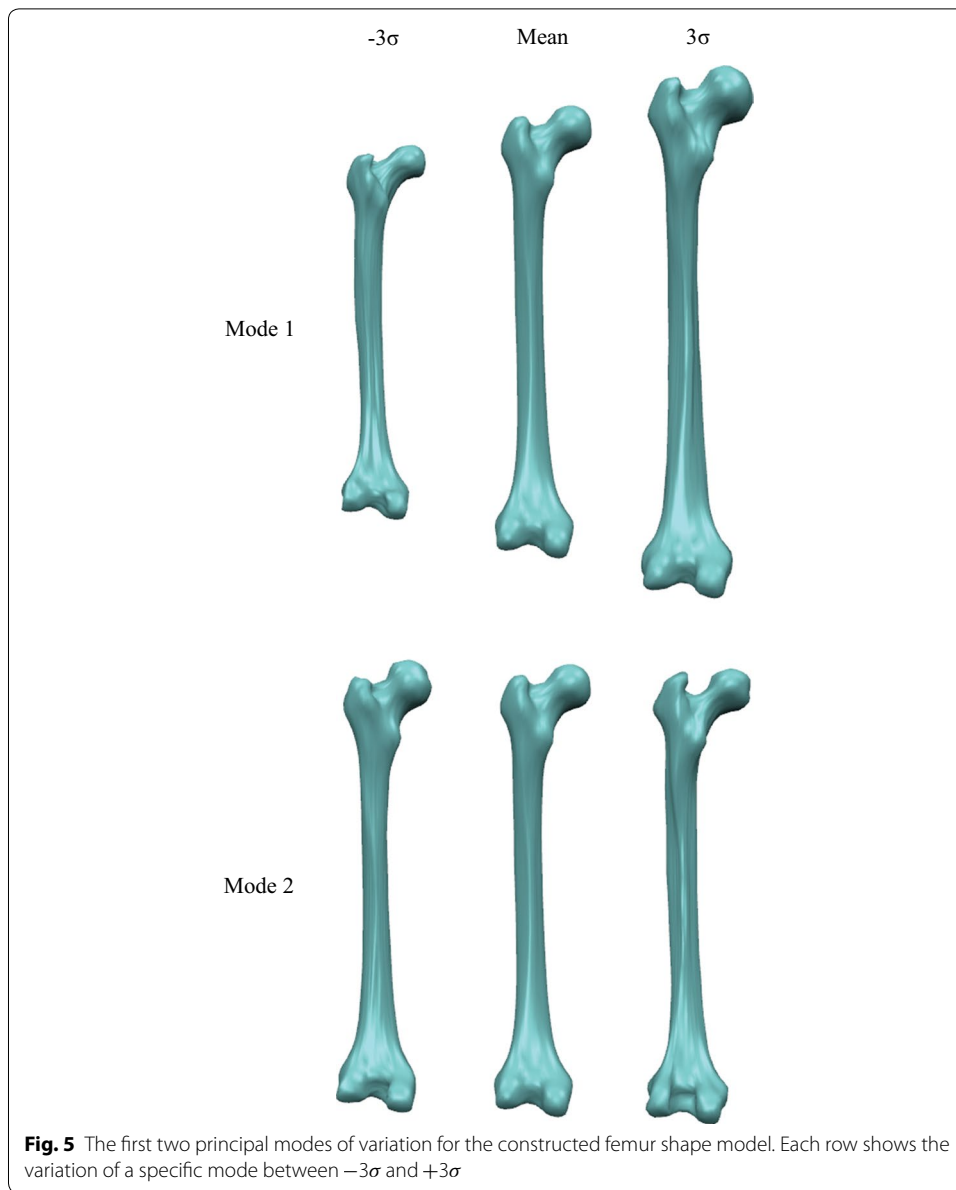 -3σ Mean 3σ
Mode 1
Mode 2
Fig. 5 The first two principal modes of variation for the constructed femur shape model. Each row shows the
variation of a specific mode between −3σ and +3σ